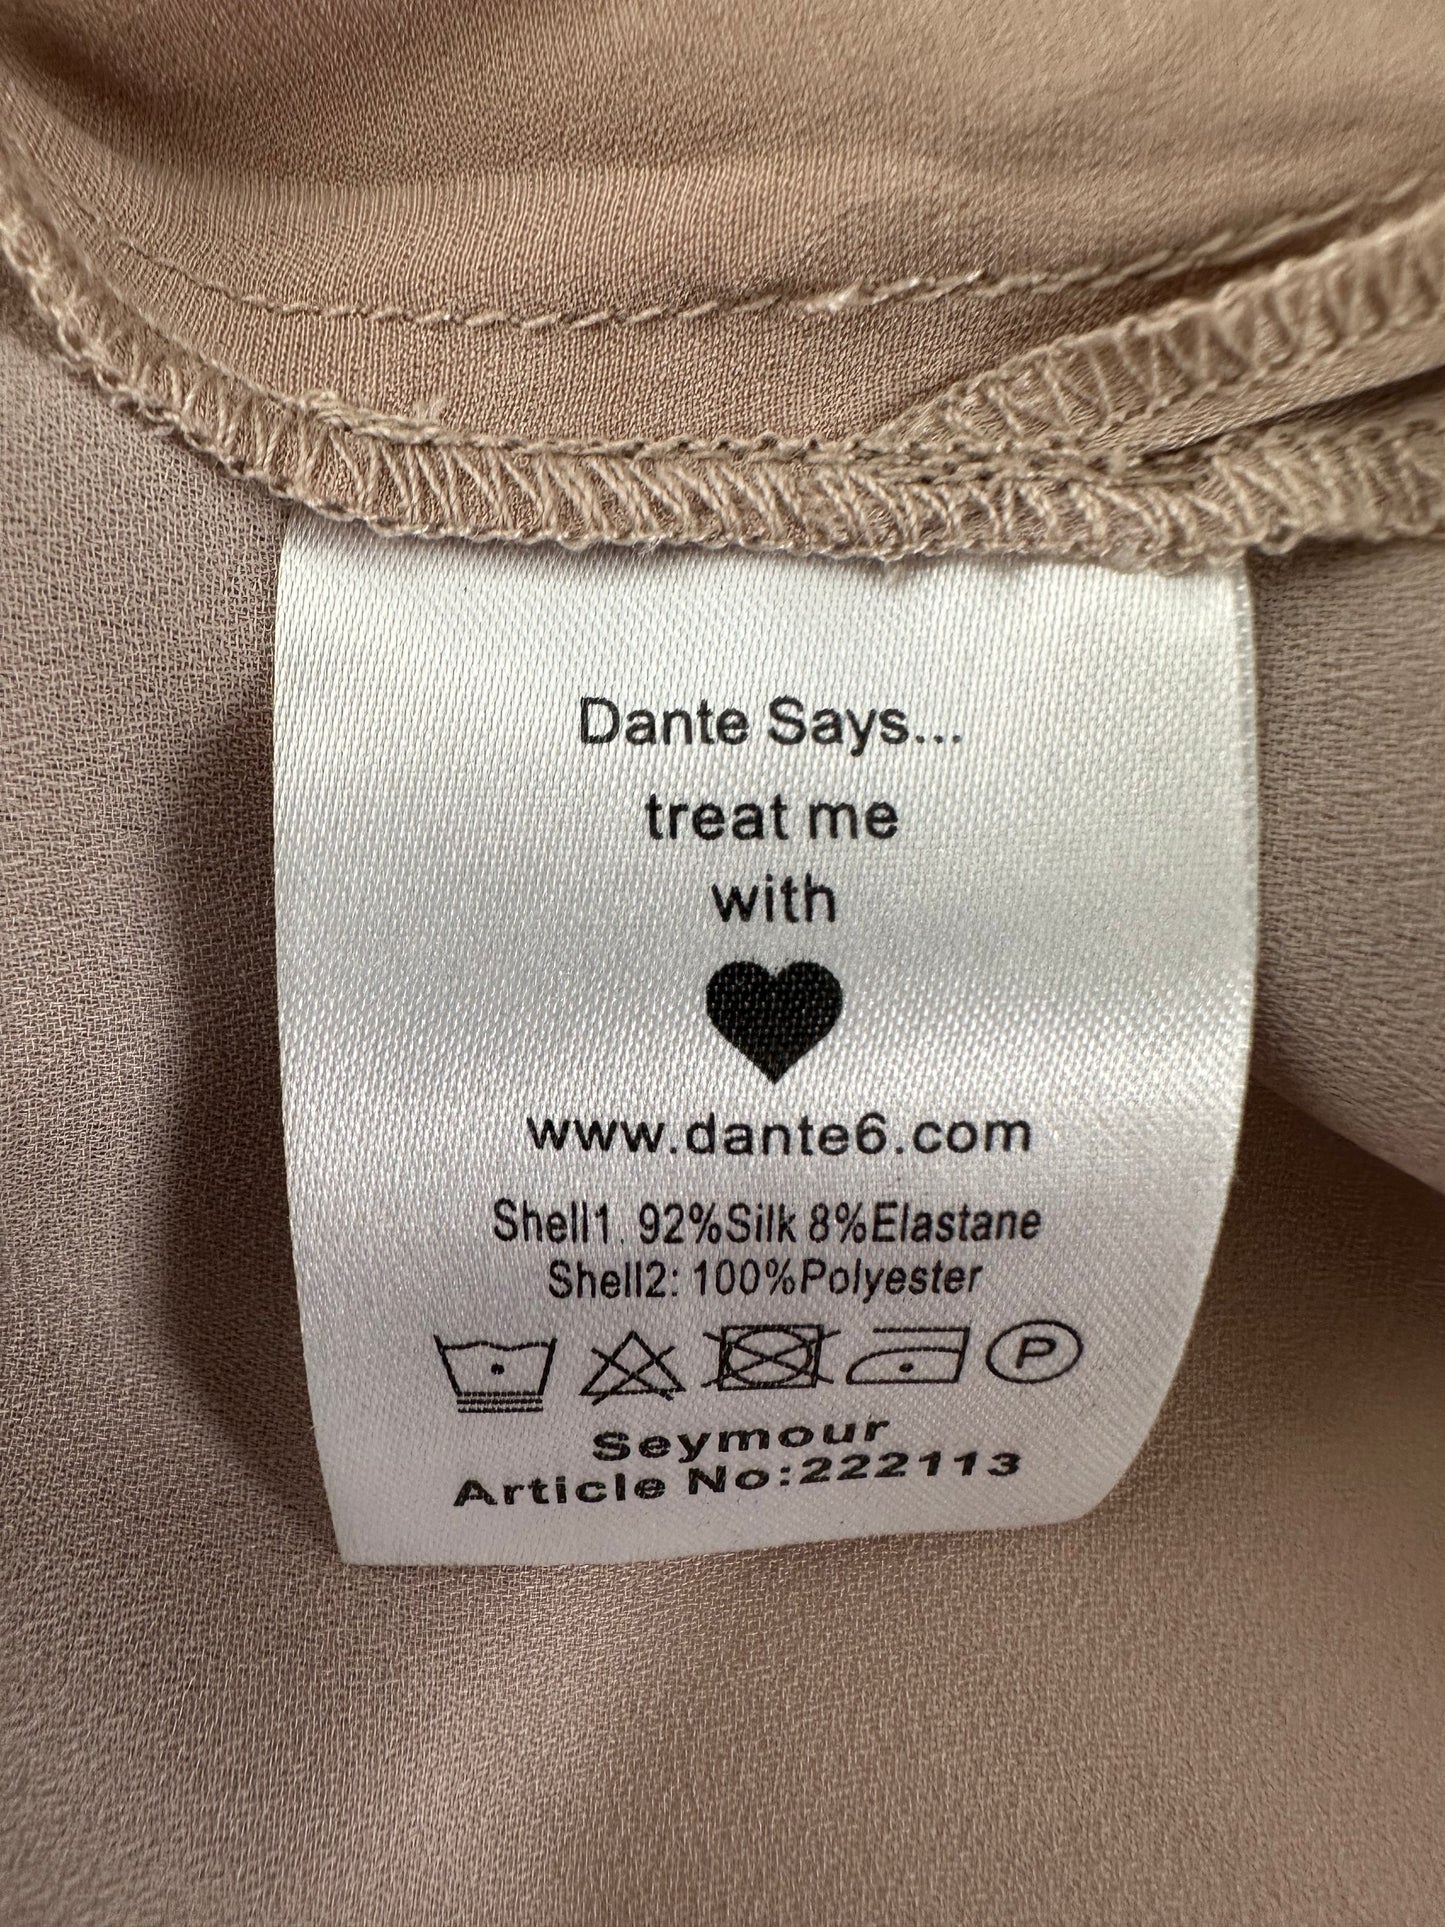 Dante Says...
treat me
with
www.dante6.com
Shell1. 92%Silk 8%Elastane
Shell2: 100%Polyester
P
Seymour
Article No:222113